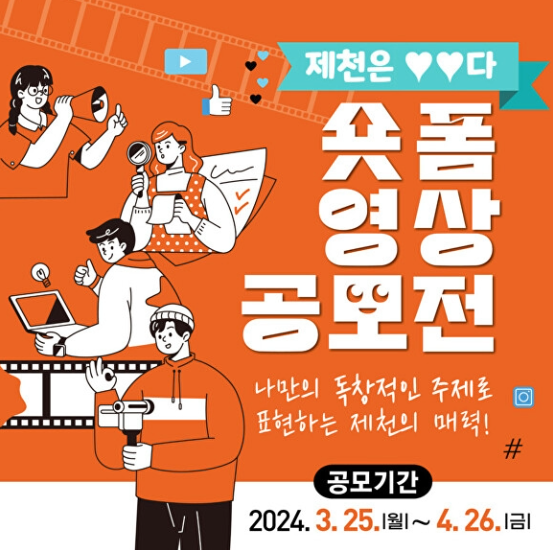 제천은 ♥♥다
숏폼
영상
공모전
나만의 독창적인 주제로
표현하는 제천의 매력!
#
공모기간
2024. 3. 25.|월|~ 4. 26.|금|